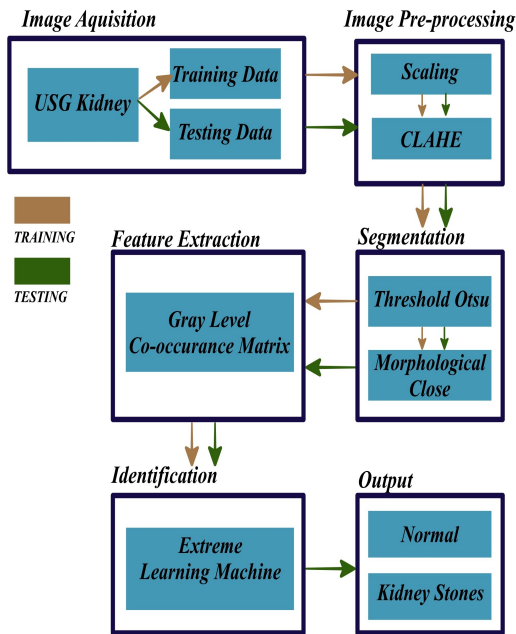 Image Aquisition
USG Kidney
Training Data
Testing Data
Image Pre-processing
Scaling
CLAHE
TRAINING
TESTING
Feature Extraction
Gray Level
Co-occurance Matrix
Segmentation
Threshold Otsu
Morphological
Close
Identification
Extreme
Learning Machine
Output
Normal
Kidney Stones